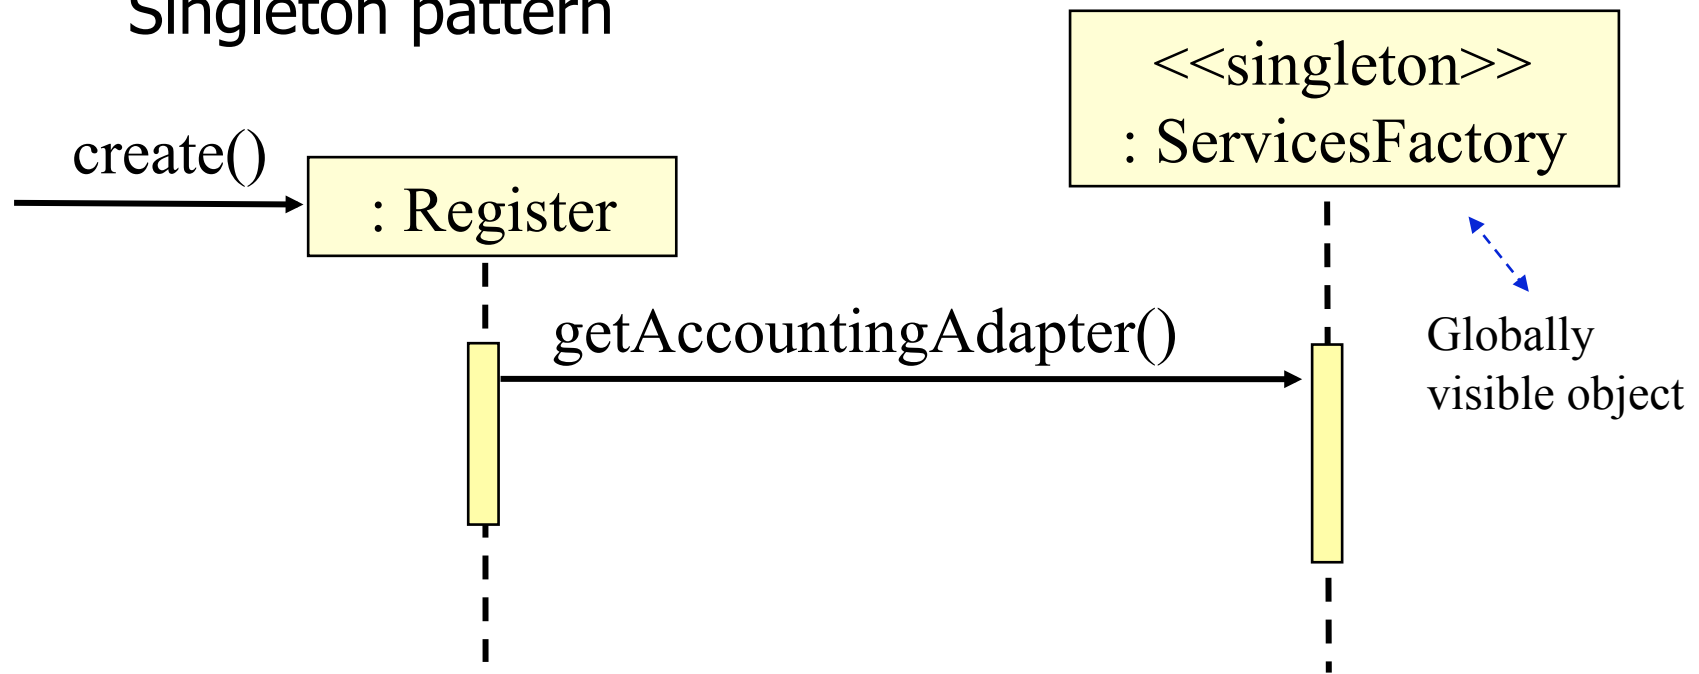 Singleton pattern
<<singleton>>
: ServicesFactory
create()
: Register
getAccountingAdapter()
Globally
visible object